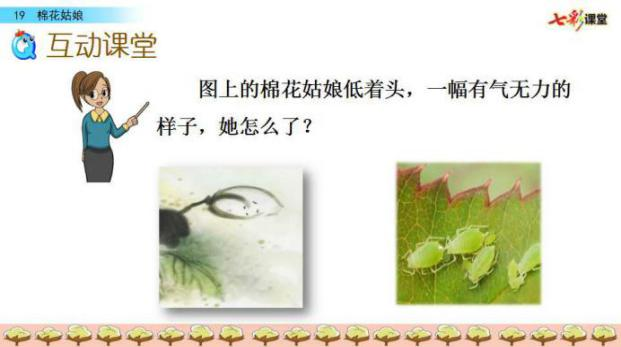 19 棉花姑娘
七彩课堂
互动课堂
图上的棉花姑娘低着头，一幅有气无力的
样子，她怎么了？